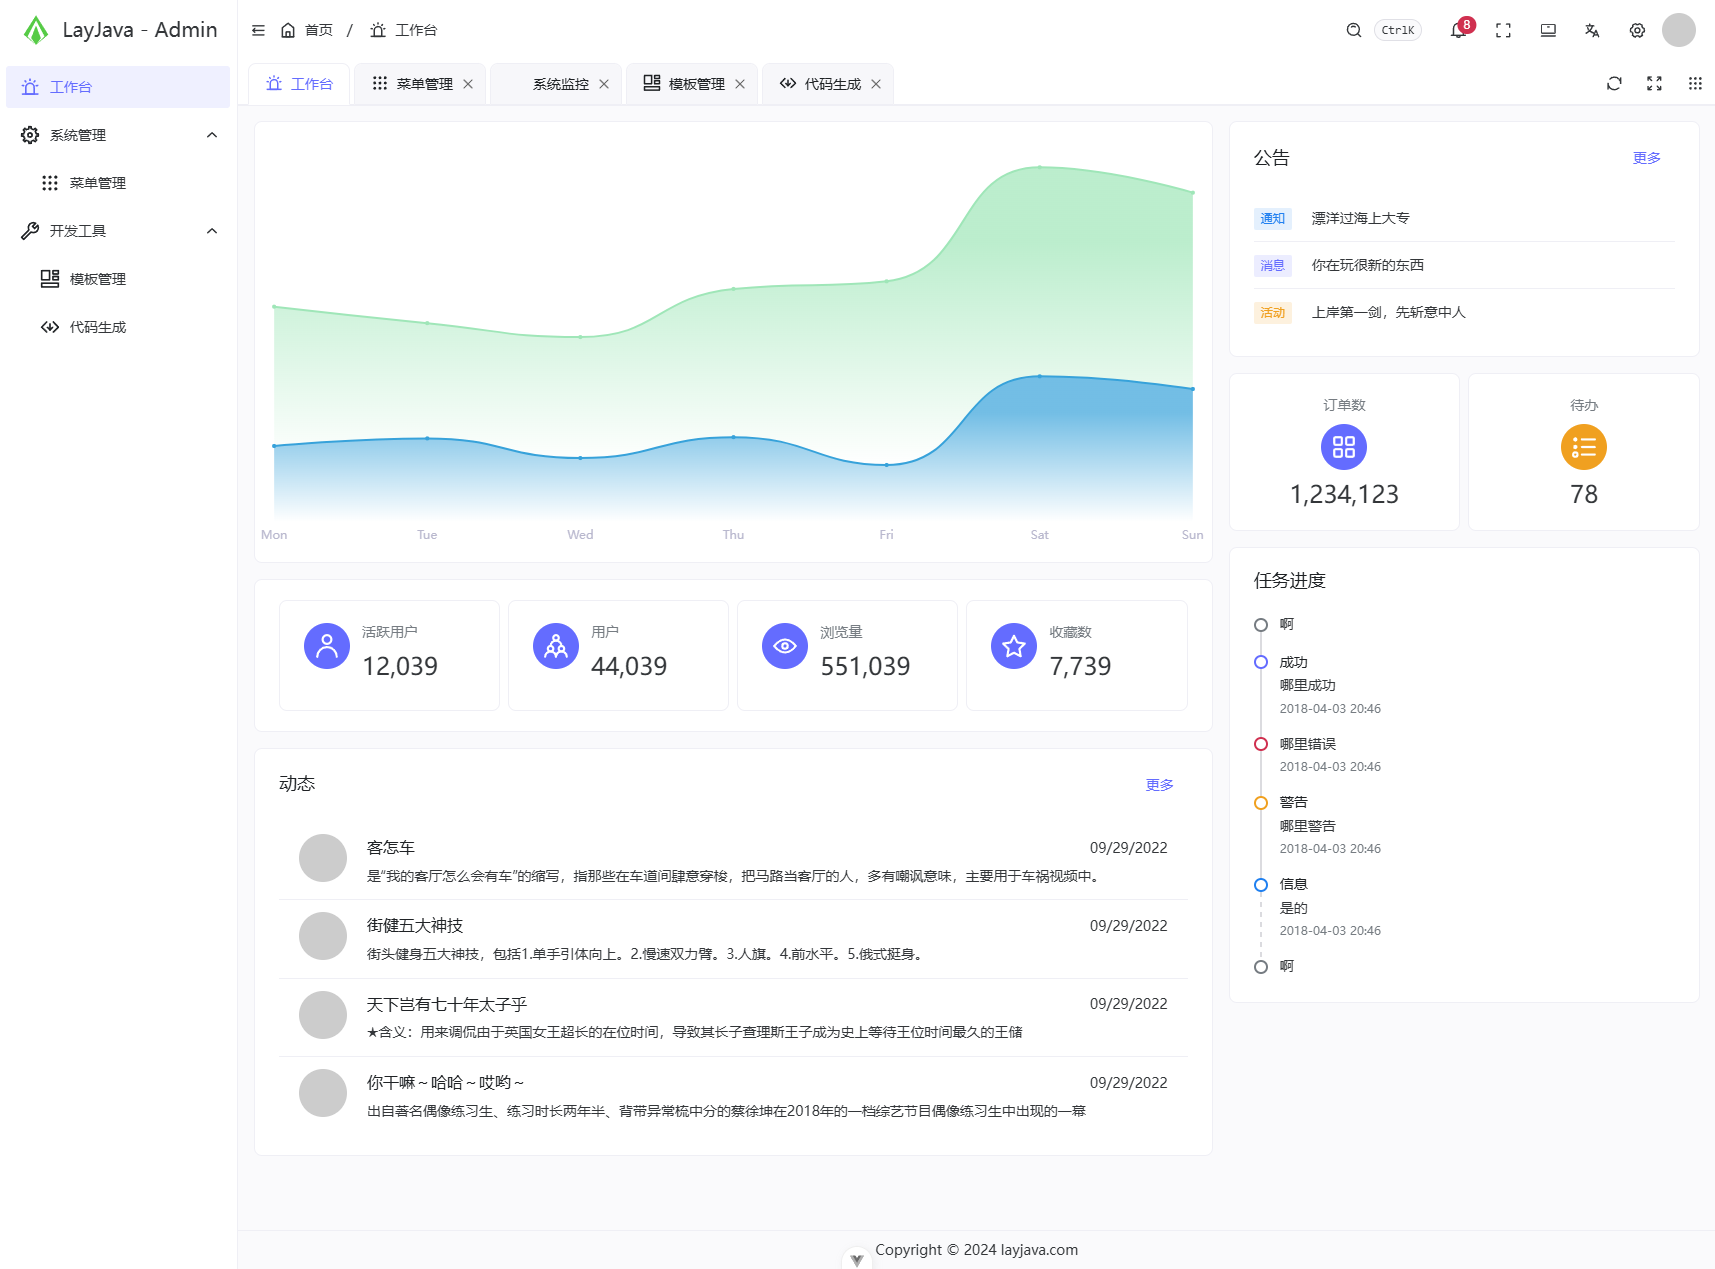 LayJava - Admin
首页 / 工作台
CtrlK
8
工作台
系统管理
菜单管理
开发工具
模板管理
代码生成
工作台
菜单管理
系统监控
模板管理
代码生成
Mon Tue Wed Thu Fri Sat Sun
活跃用户
12,039
用户
44,039
浏览量
551,039
收藏数
7,739
动态
更多
客怎车
09/29/2022
是“我的客厅怎么会有车”的缩写，指那些在车道间肆意穿梭，把马路当客厅的人，多有嘲讽意味，主要用于车祸视频中。
街健五大神技
09/29/2022
街头健身五大神技，包括1.单手引体向上。2.慢速双力臂。3.人旗。4.前水平。5.俄式挺身。
天下岂有七十年太子乎
09/29/2022
★含义：用来调侃由于英国女王超长的在位时间，导致其长子查理斯王子成为史上等待王位时间最久的王储
你干嘛～哈哈～哎哟～
09/29/2022
出自著名偶像练习生、练习时长两年半、背带异常梳中分的蔡徐坤在2018年的一档综艺节目偶像练习生中出现的一幕
公告
更多
通知 漂洋过海上大专
消息 你在玩很新的东西
活动 上岸第一剑，先斩意中人
订单数
1,234,123
待办
78
任务进度
啊
成功
哪里成功
2018-04-03 20:46
哪里错误
2018-04-03 20:46
警告
哪里警告
2018-04-03 20:46
信息
是的
2018-04-03 20:46
啊
Copyright © 2024 layjava.com